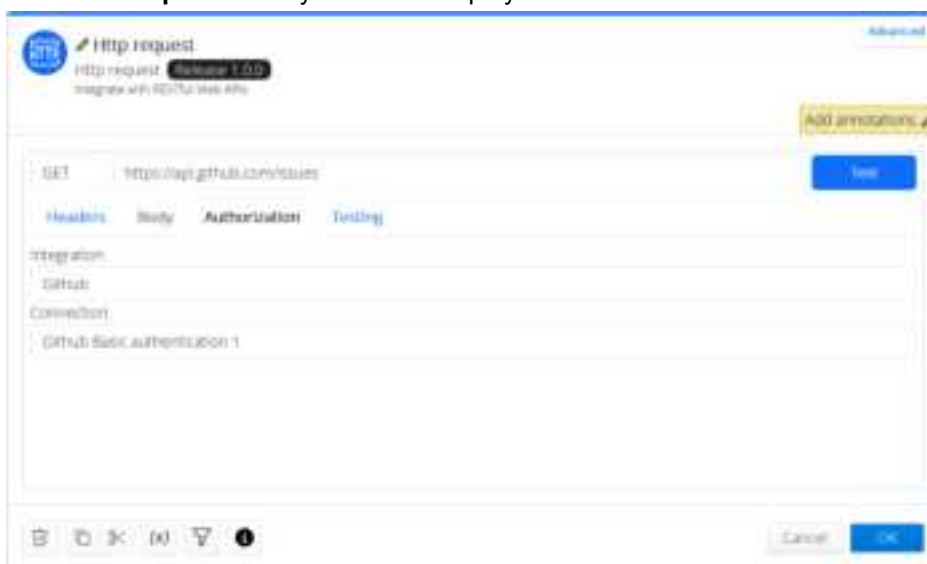 Advanced
Http request
Http request Release 1.0.0
Integrate with RESTful Web APIs
Add annotations
GET https://api.github.com/issues Test
Headers Body Authorization Testing
Integration
Github
Connection
Github Basic authentication 1
(x)
Cancel OK